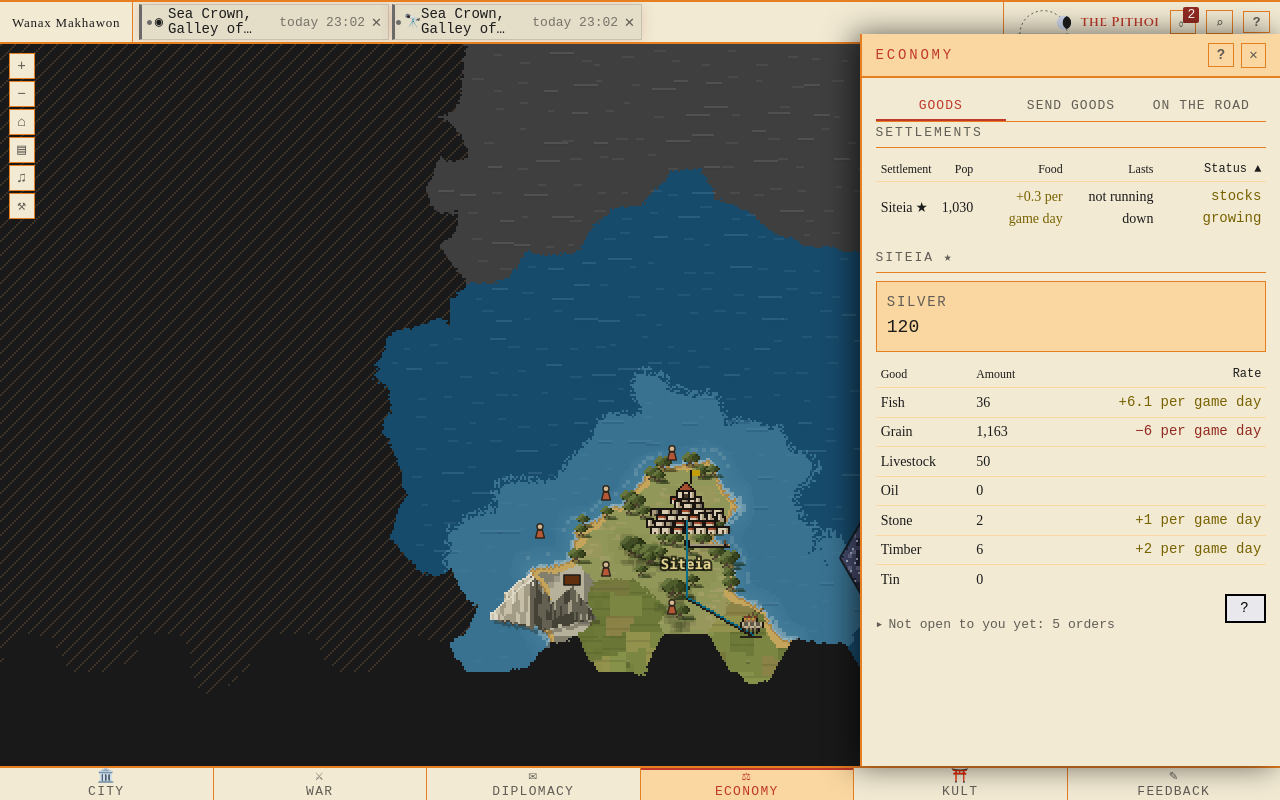 Wanax Makhawon
Sea Crown, Galley of… today 23:02 ✕
Sea Crown, Galley of… today 23:02 ✕
THE PITHOI
2
?
ECONOMY
? ✕
GOODS SEND GOODS ON THE ROAD
SETTLEMENTS
Settlement Pop Food Lasts Status ▲
Siteia ★ 1,030 +0.3 per game day not running down stocks growing
SITEIA ★
SILVER
120
Good Amount Rate
Fish 36 +6.1 per game day
Grain 1,163 −6 per game day
Livestock 50
Oil 0
Stone 2 +1 per game day
Timber 6 +2 per game day
Tin 0
?
▸ Not open to you yet: 5 orders
Siteia
CITY WAR DIPLOMACY ECONOMY KULT FEEDBACK